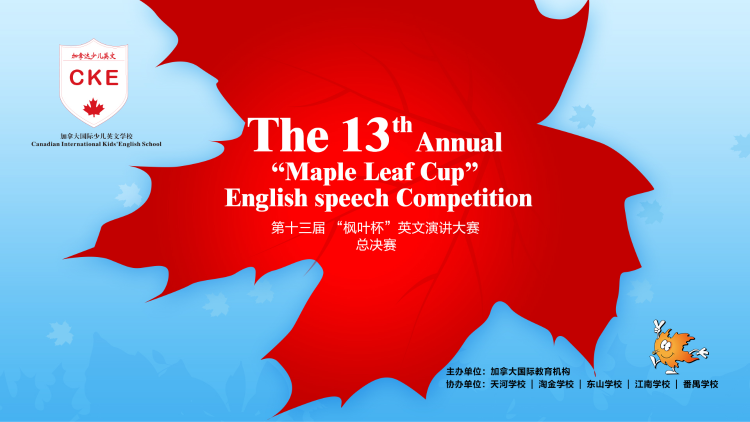 加拿达少儿英文
CKE
加拿大国际少儿英文学校
Canadian International Kids'English School
The 13th Annual
“Maple Leaf Cup”
English speech Competition
第十三届 “枫叶杯”英文演讲大赛
总决赛
主办单位：加拿大国际教育机构
协办单位：天河学校 | 淘金学校 | 东山学校 | 江南学校 | 番禺学校